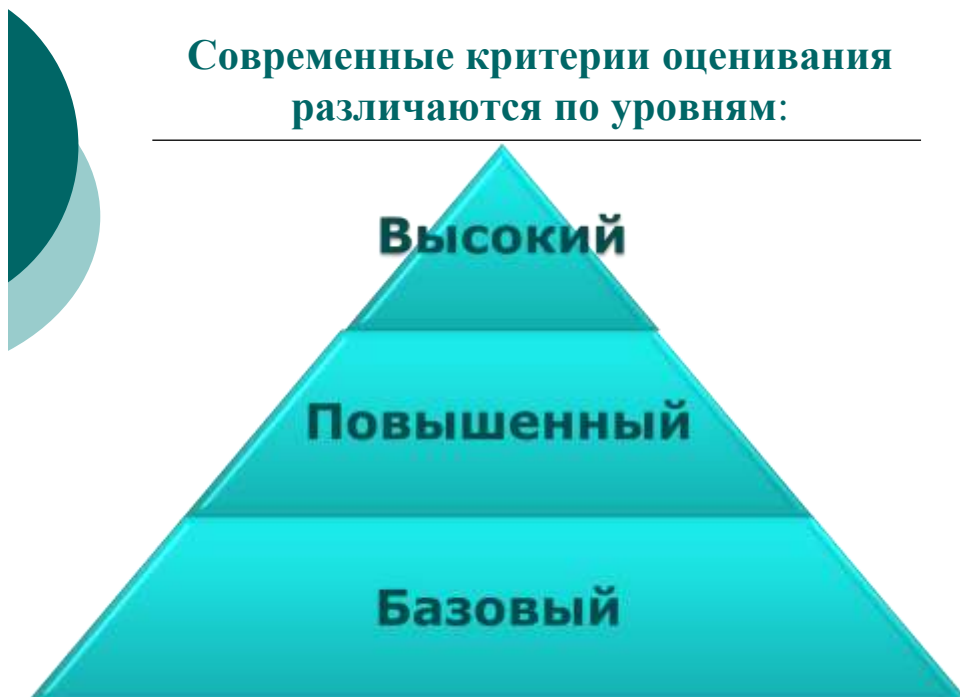 Современные критерии оценивания
различаются по уровням:
Высокий
Повышенный
Базовый